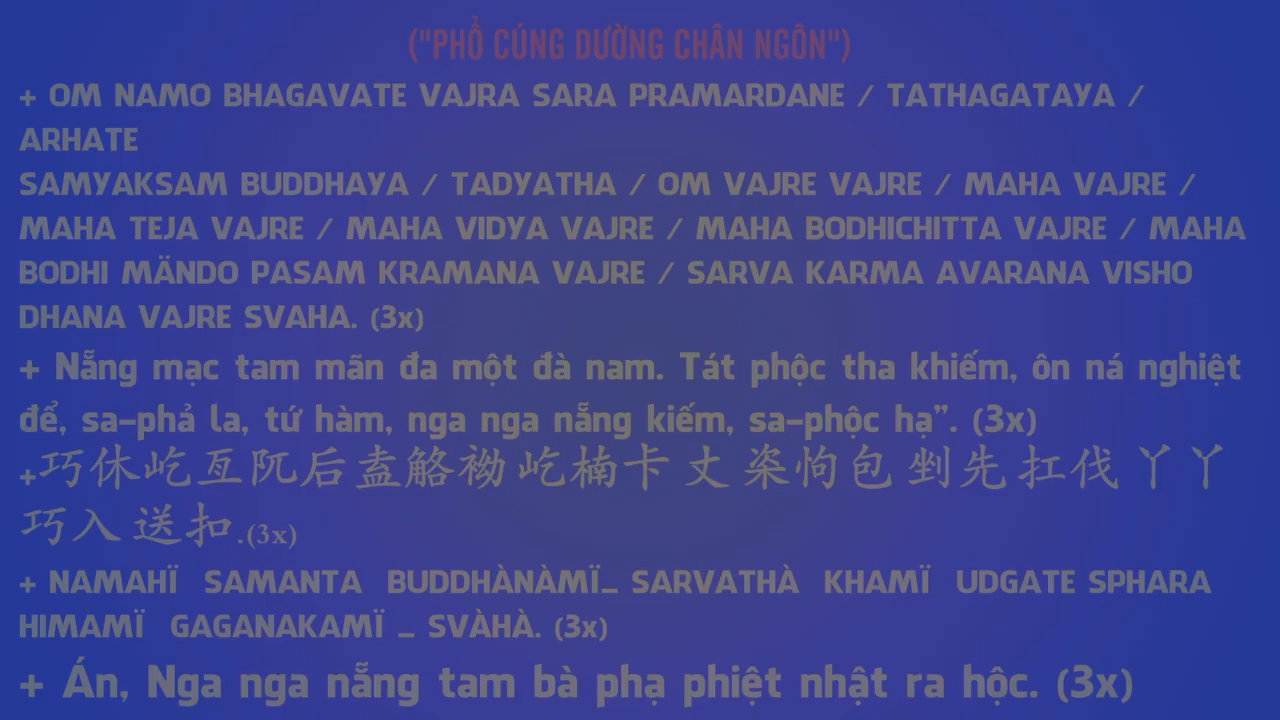 ("PHỔ CÚNG DƯỜNG CHÂN NGÔN")
+ OM NAMO BHAGAVATE VAJRA SARA PRAMARDANE / TATHAGATAYA /
ARHATE
SAMYAKSAM BUDDHAYA / TADYATHA / OM VAJRE VAJRE / MAHA VAJRE /
MAHA TEJA VAJRE / MAHA VIDYA VAJRE / MAHA BODHICHITTA VAJRE / MAHA
BODHI MÄNDO PASAM KRAMANA VAJRE / SARVA KARMA AVARANA VISHO
DHANA VAJRE SVAHA. (3x)
+ Nẵng mạc tam mãn đa một đà nam. Tát phộc tha khiếm, ôn ná nghiệt
để, sa-phả la, tứ hàm, nga nga nẵng kiếm, sa-phộc hạ”. (3x)
+巧休屹亙阮后盍觡袎屹楠卡丈 桼恦包 剉先扛伐 丫丫
巧入 送扣.(3x)
+ NAMAHÏ SAMANTA BUDDHÀNÀMÏ_ SARVATHÀ KHAMÏ UDGATE SPHARA
HIMAMÏ GAGANAKAMÏ _ SVÀHÀ. (3x)
+ Án, Nga nga nẵng tam bà phạ phiệt nhật ra hộc. (3x)